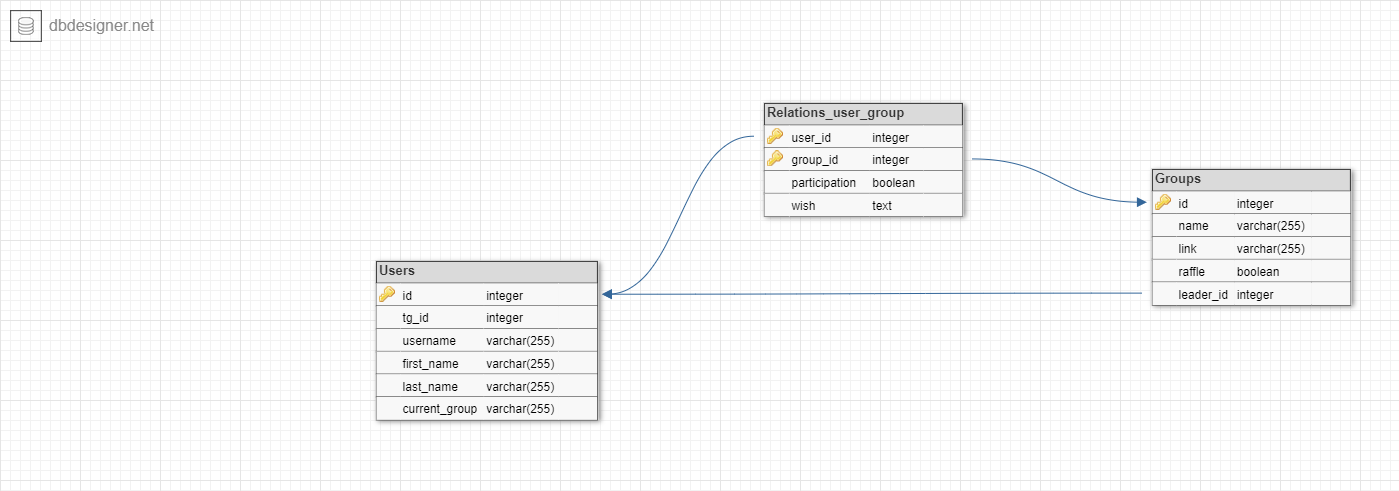 dbdesigner.net
Relations_user_group
user_id integer
group_id integer
participation boolean
wish text
Groups
id integer
name varchar(255)
link varchar(255)
raffle boolean
leader_id integer
Users
id integer
tg_id integer
username varchar(255)
first_name varchar(255)
last_name varchar(255)
current_group varchar(255)